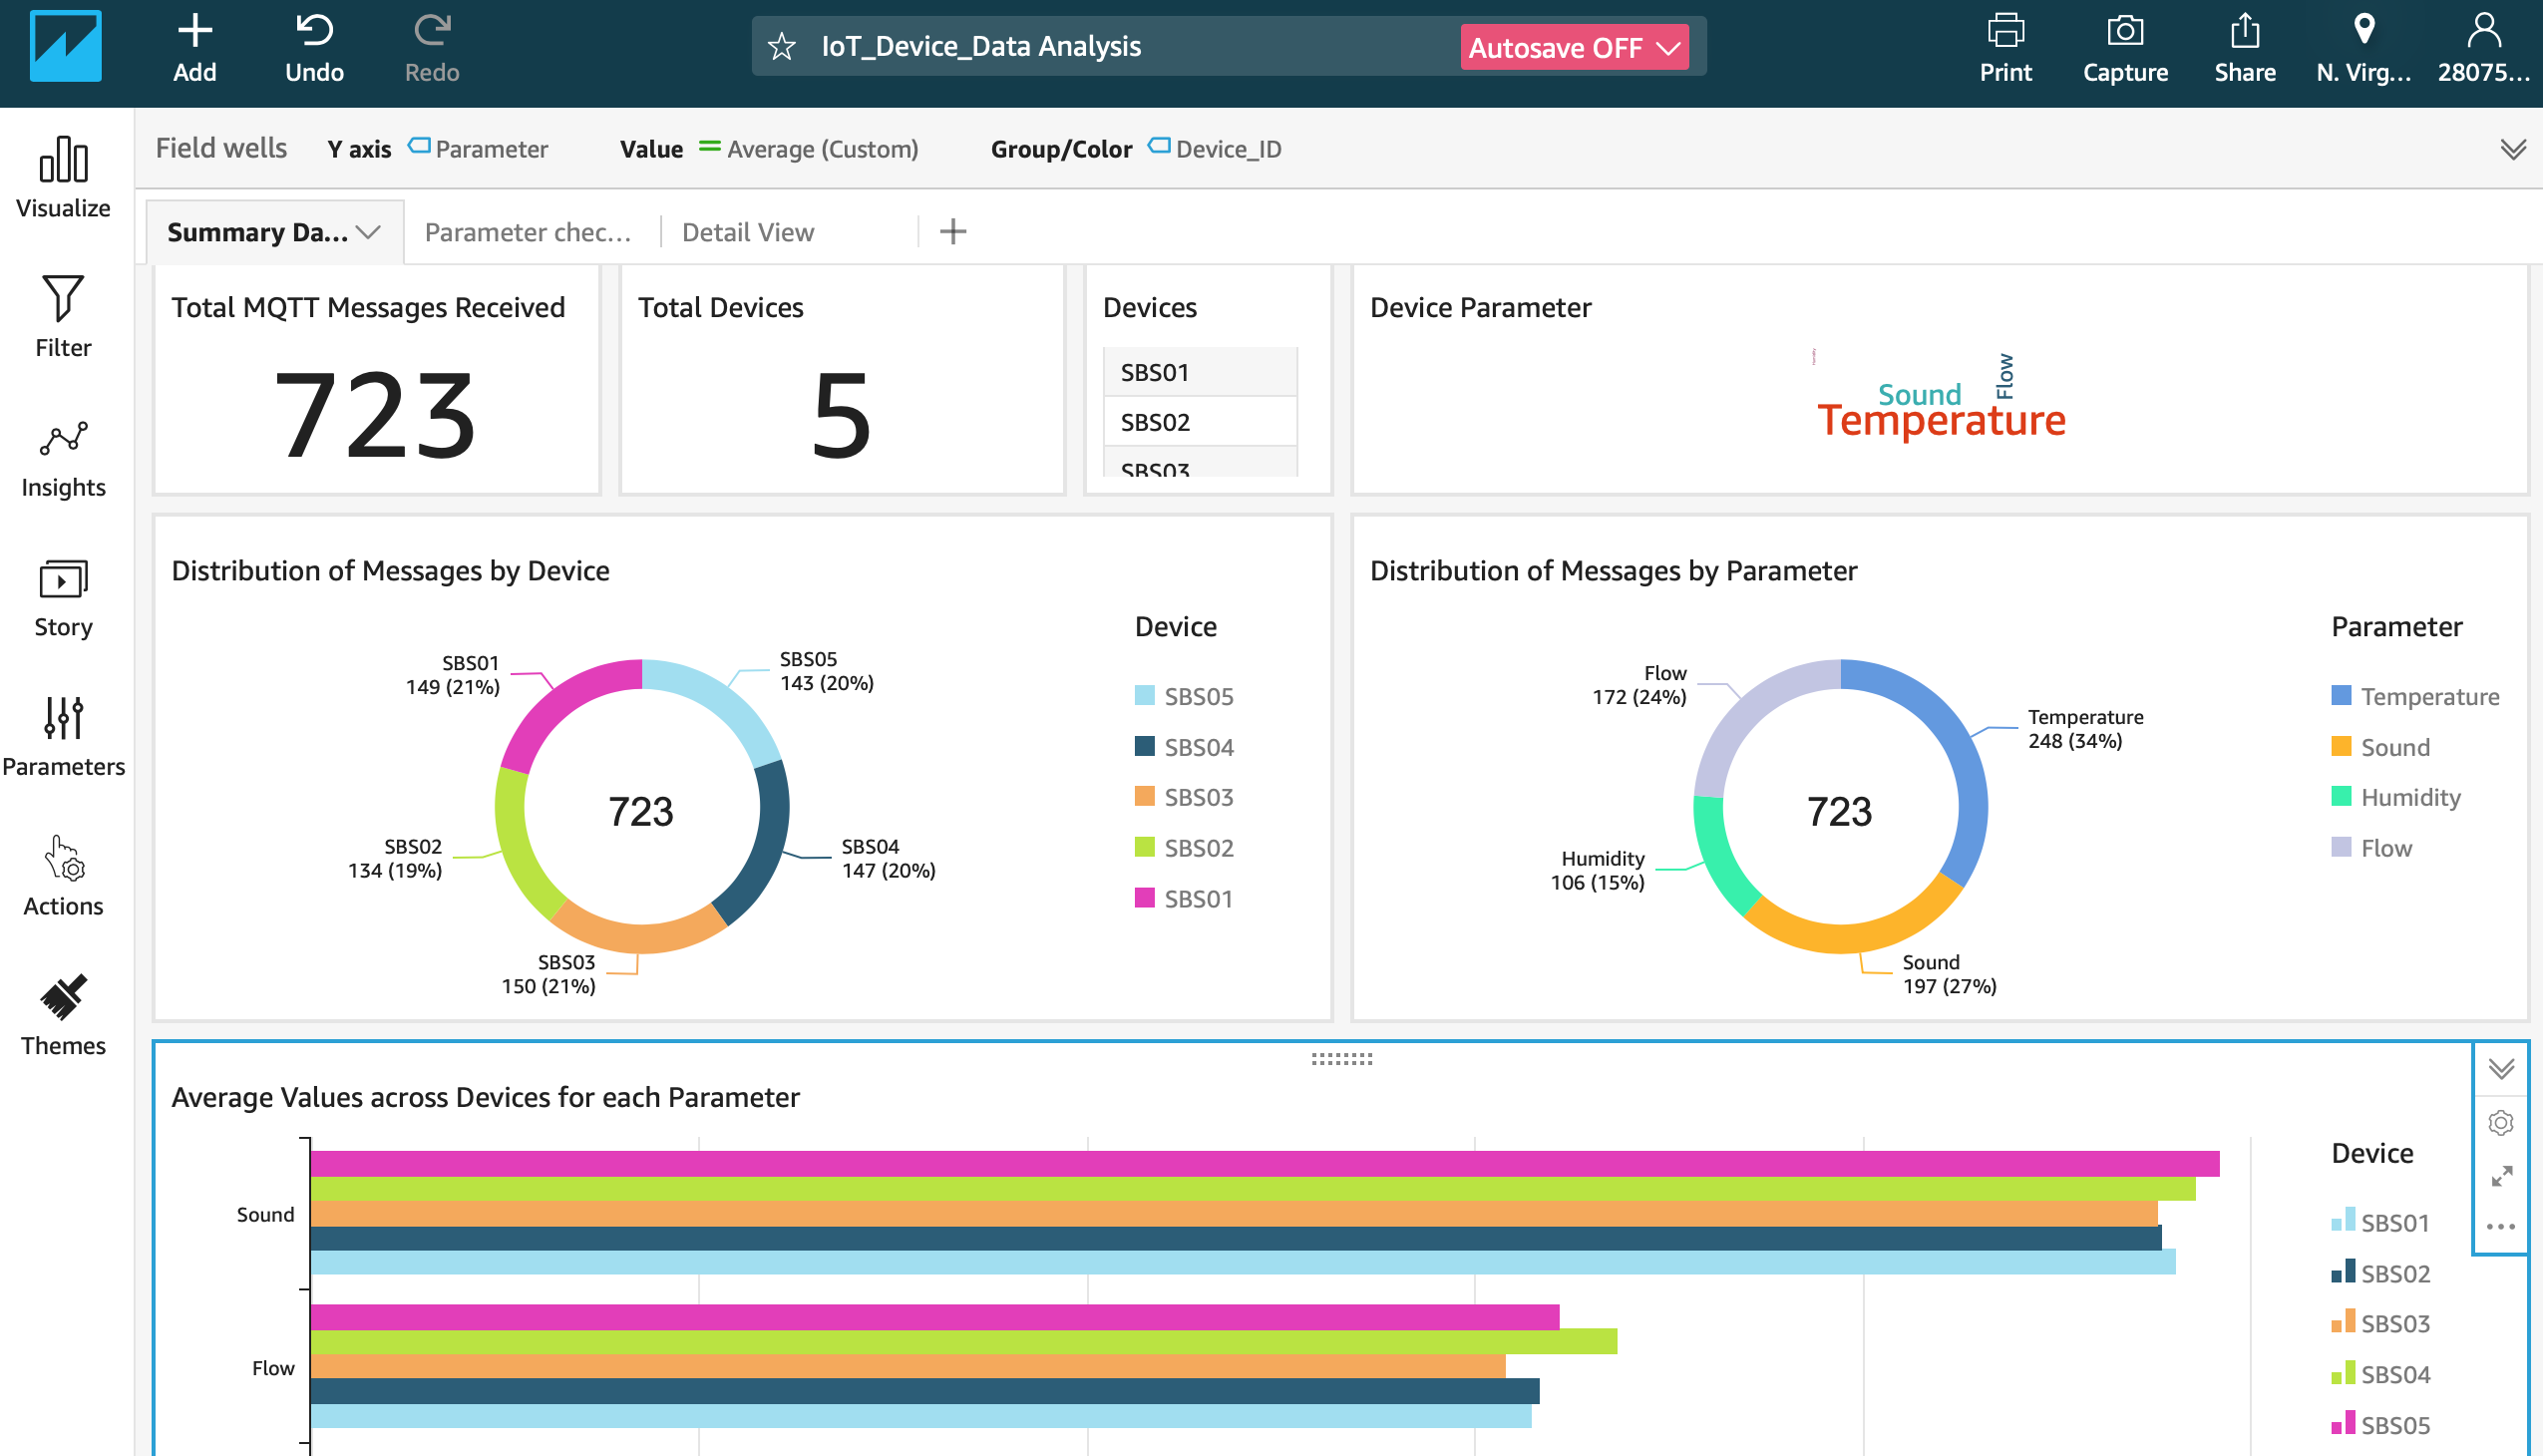 Add
Undo
Redo
IoT_Device_Data Analysis
Autosave OFF
Print
Capture
Share
N. Virg...
28075...
Field wells
Y axis
Parameter
Value
Average (Custom)
Group/Color
Device_ID
Visualize
Filter
Insights
Story
Parameters
Actions
Themes
Summary Da...
Parameter chec...
Detail View
Total MQTT Messages Received
723
Total Devices
5
Devices
SBS01
SBS02
SBS03
Device Parameter
Sound
Flow
Temperature
Distribution of Messages by Device
SBS01
149 (21%)
SBS05
143 (20%)
SBS02
134 (19%)
723
SBS04
147 (20%)
SBS03
150 (21%)
Device
SBS05
SBS04
SBS03
SBS02
SBS01
Distribution of Messages by Parameter
Flow
172 (24%)
Temperature
248 (34%)
723
Humidity
106 (15%)
Sound
197 (27%)
Parameter
Temperature
Sound
Humidity
Flow
Average Values across Devices for each Parameter
Sound
Flow
Device
SBS01
SBS02
SBS03
SBS04
SBS05